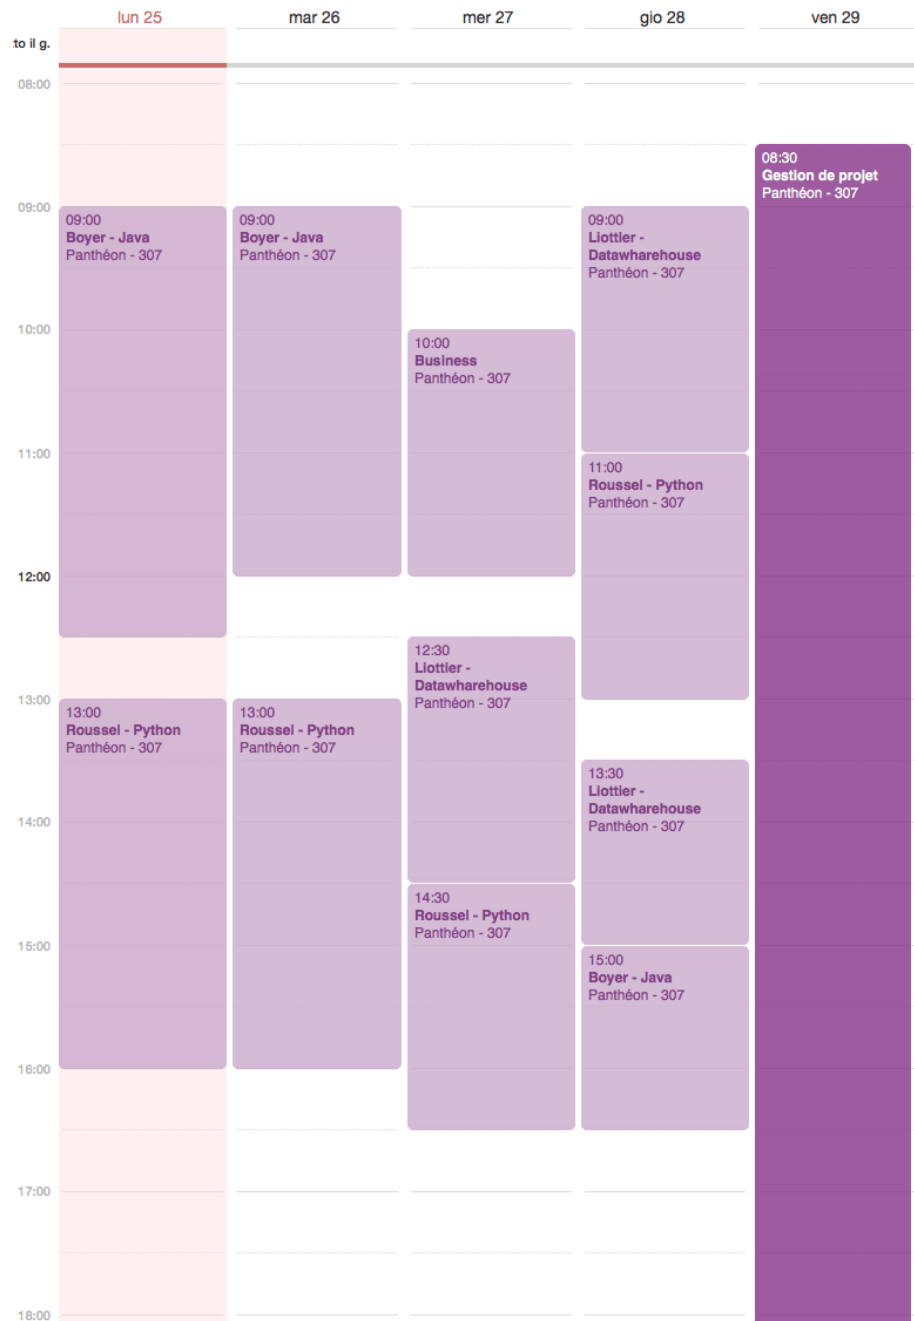 lun 25
mar 26
mer 27
gio 28
ven 29
to il g.
08:00
09:00
10:00
11:00
12:00
13:00
14:00
15:00
16:00
17:00
18:00
09:00
Boyer - Java
Panthéon - 307
13:00
Roussel - Python
Panthéon - 307
09:00
Boyer - Java
Panthéon - 307
13:00
Roussel - Python
Panthéon - 307
10:00
Business
Panthéon - 307
12:30
Liottier -
Datawharehouse
Panthéon - 307
14:30
Roussel - Python
Panthéon - 307
09:00
Liottier -
Datawharehouse
Panthéon - 307
11:00
Roussel - Python
Panthéon - 307
13:30
Liottier -
Datawharehouse
Panthéon - 307
15:00
Boyer - Java
Panthéon - 307
08:30
Gestion de projet
Panthéon - 307